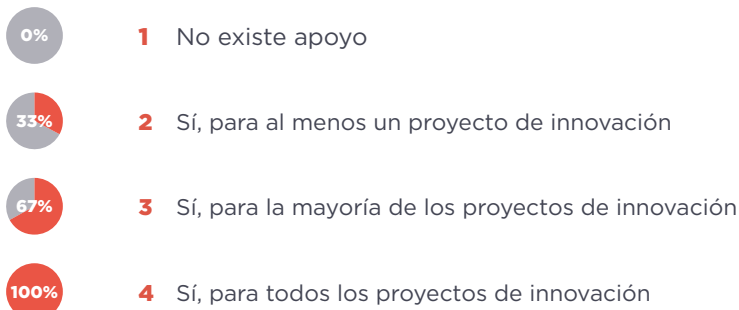 0% 1 No existe apoyo
33% 2 Sí, para al menos un proyecto de innovación
67% 3 Sí, para la mayoría de los proyectos de innovación
100% 4 Sí, para todos los proyectos de innovación